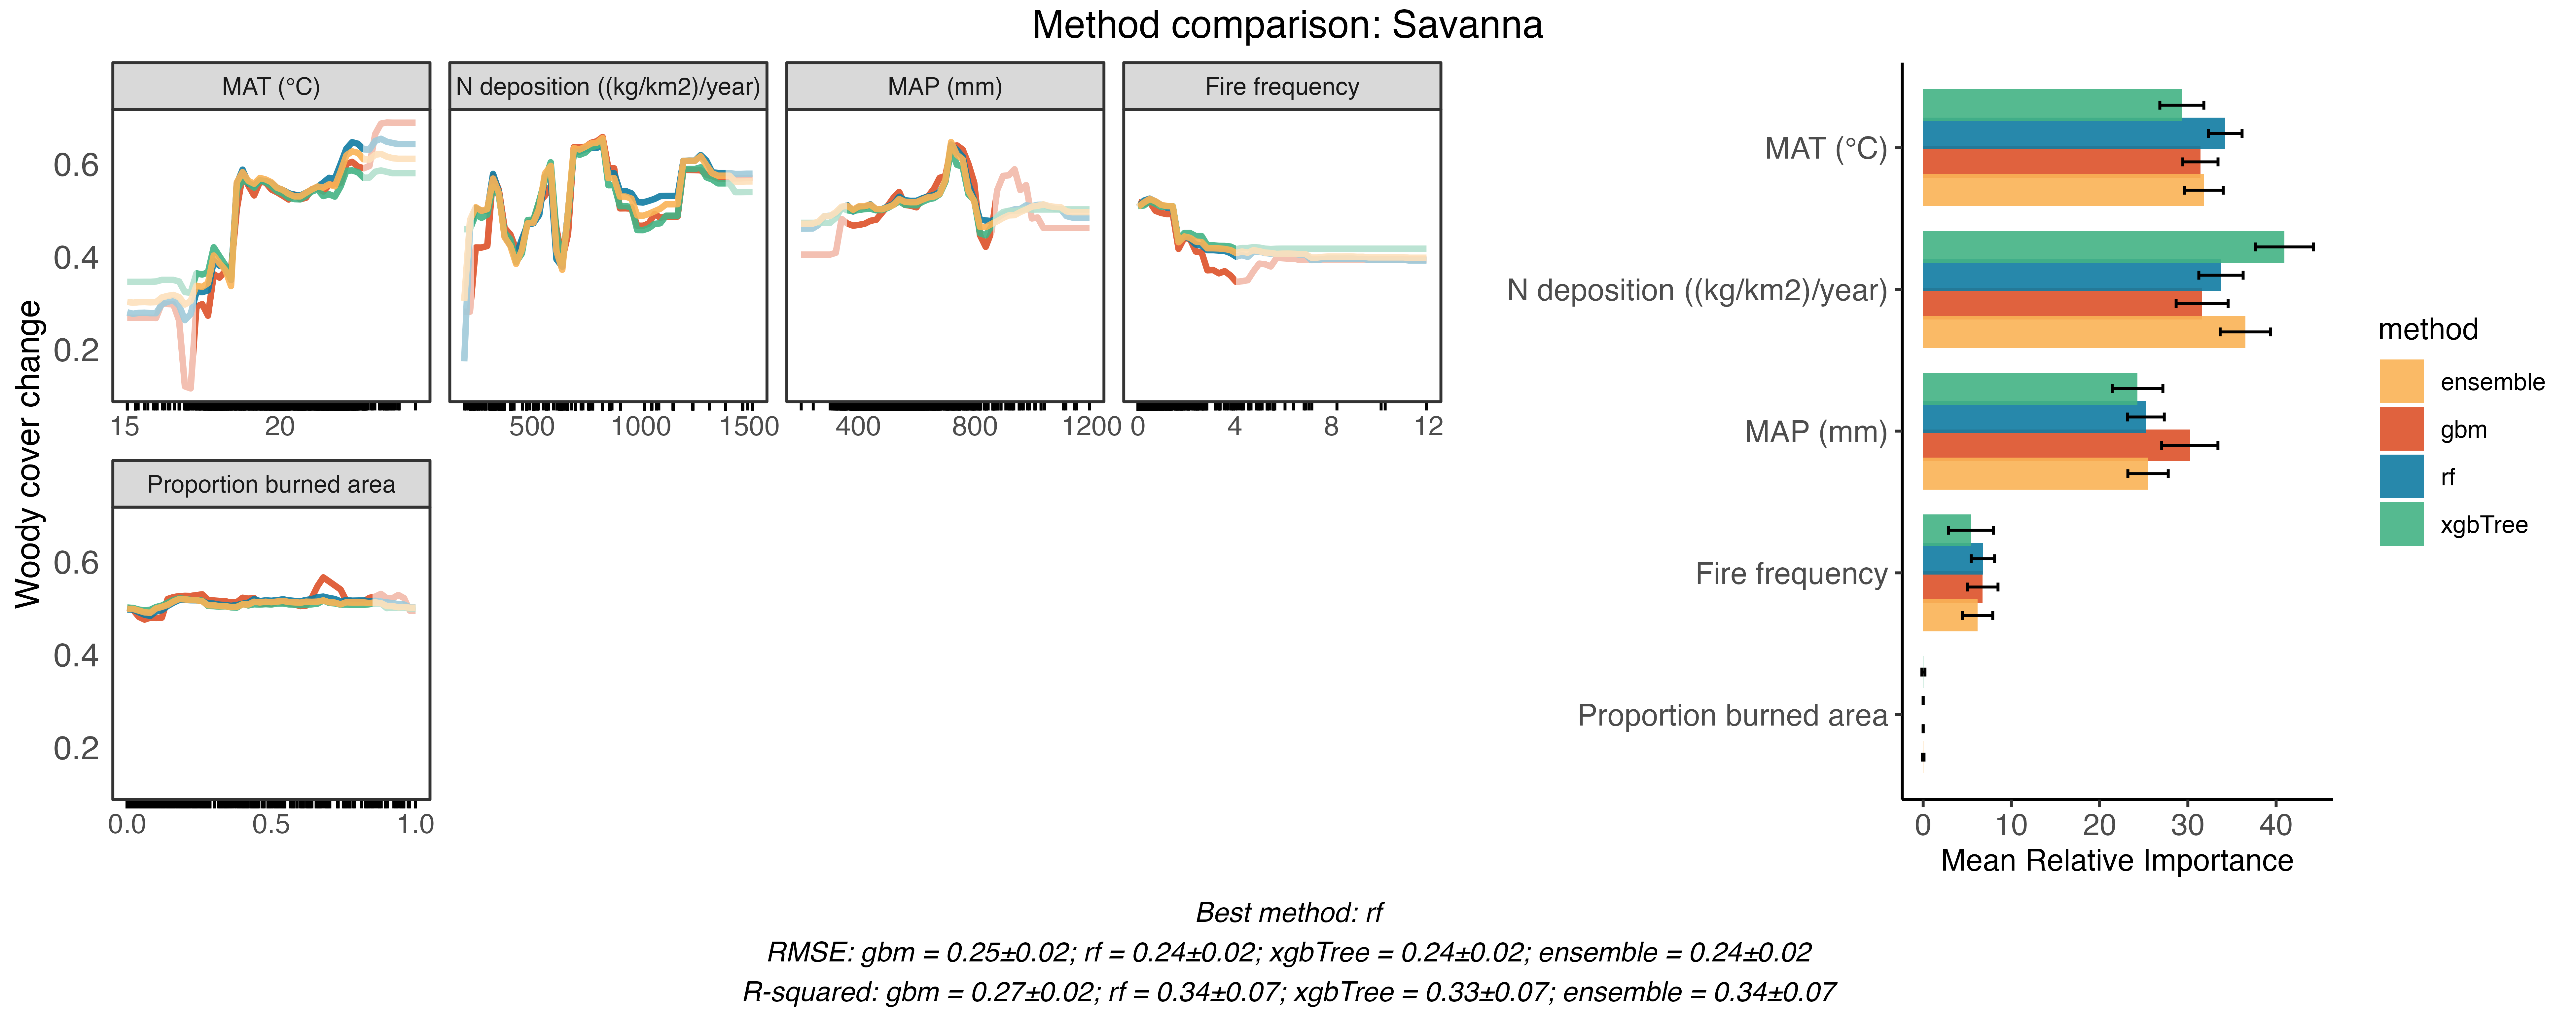 Method comparison: Savanna
MAT (°C)
N deposition ((kg/km2)/year)
MAP (mm)
Fire frequency
Woody cover change
0.6
0.4
0.2
15
20
500
1000
1500
400
800
1200
0
4
8
12
Proportion burned area
0.6
0.4
0.2
0.0
0.5
1.0
MAT (°C)
N deposition ((kg/km2)/year)
MAP (mm)
Fire frequency
Proportion burned area
0
10
20
30
40
Mean Relative Importance
method
ensemble
gbm
rf
xgbTree
Best method: rf
RMSE: gbm = 0.25±0.02; rf = 0.24±0.02; xgbTree = 0.24±0.02; ensemble = 0.24±0.02
R-squared: gbm = 0.27±0.02; rf = 0.34±0.07; xgbTree = 0.33±0.07; ensemble = 0.34±0.07